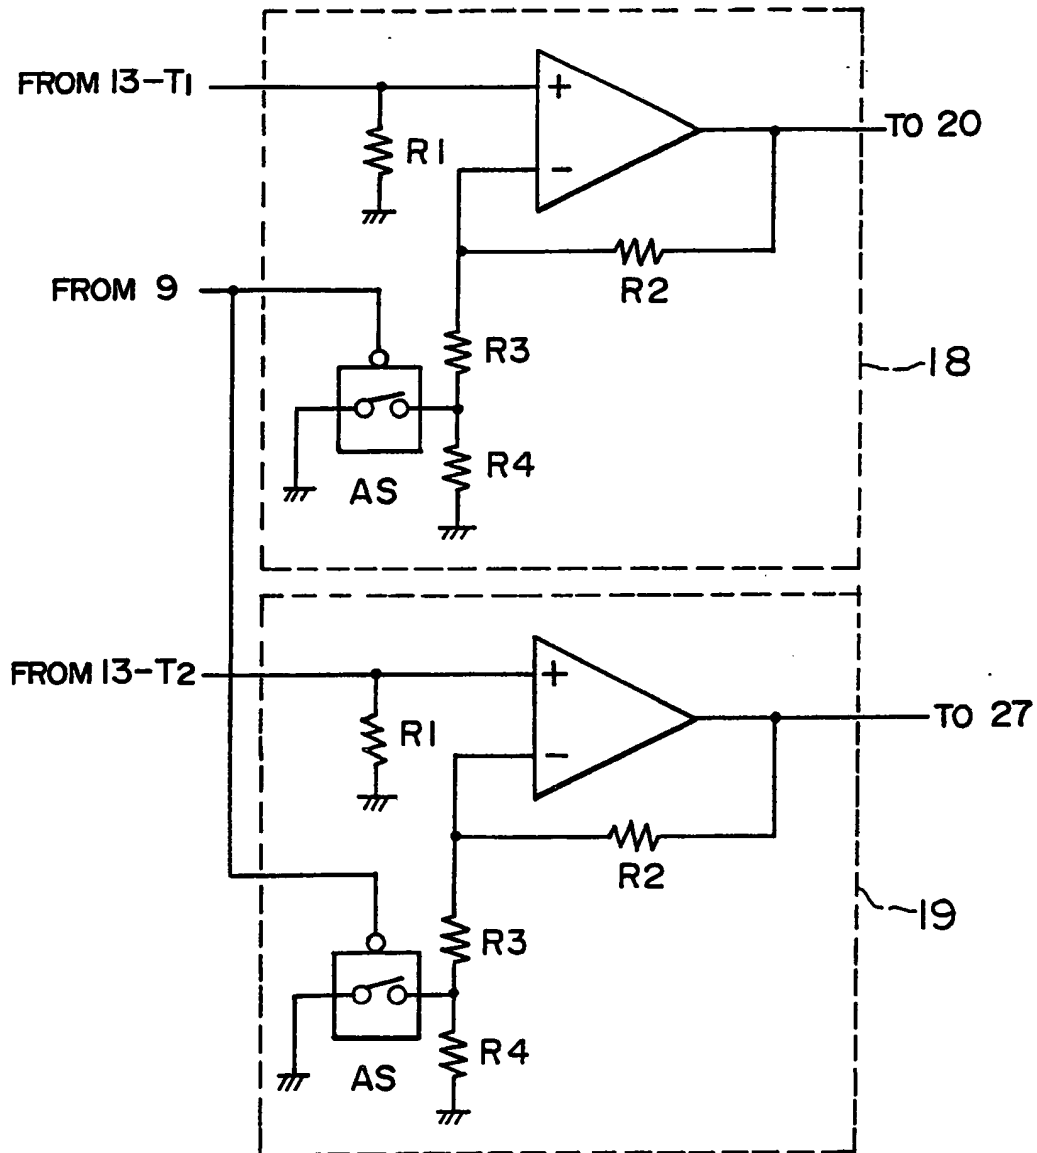 FROM 13-T1
+
TO 20
R1
-
R2
FROM 9
R3
18
R4
AS
FROM 13-T2
+
TO 27
R1
-
R2
19
R3
R4
AS